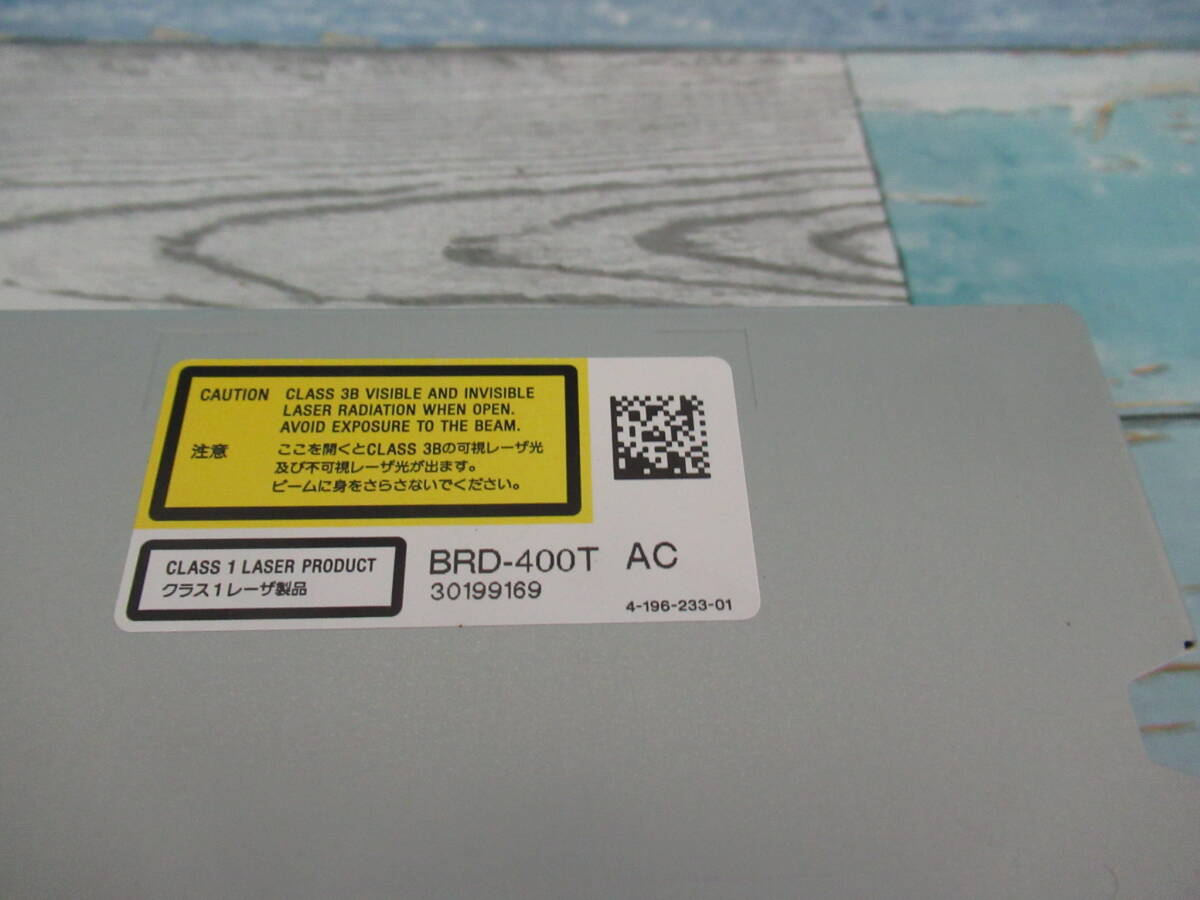 CAUTION CLASS 3B VISIBLE AND INVISIBLE
LASER RADIATION WHEN OPEN.
AVOID EXPOSURE TO THE BEAM.
注意 ここを開くとCLASS 3Bの可視レーザ光
及び不可視レーザ光が出ます。
ビームに身をさらさないでください。
CLASS 1 LASER PRODUCT
クラス1レーザ製品
BRD-400T AC
30199169
4-196-233-01